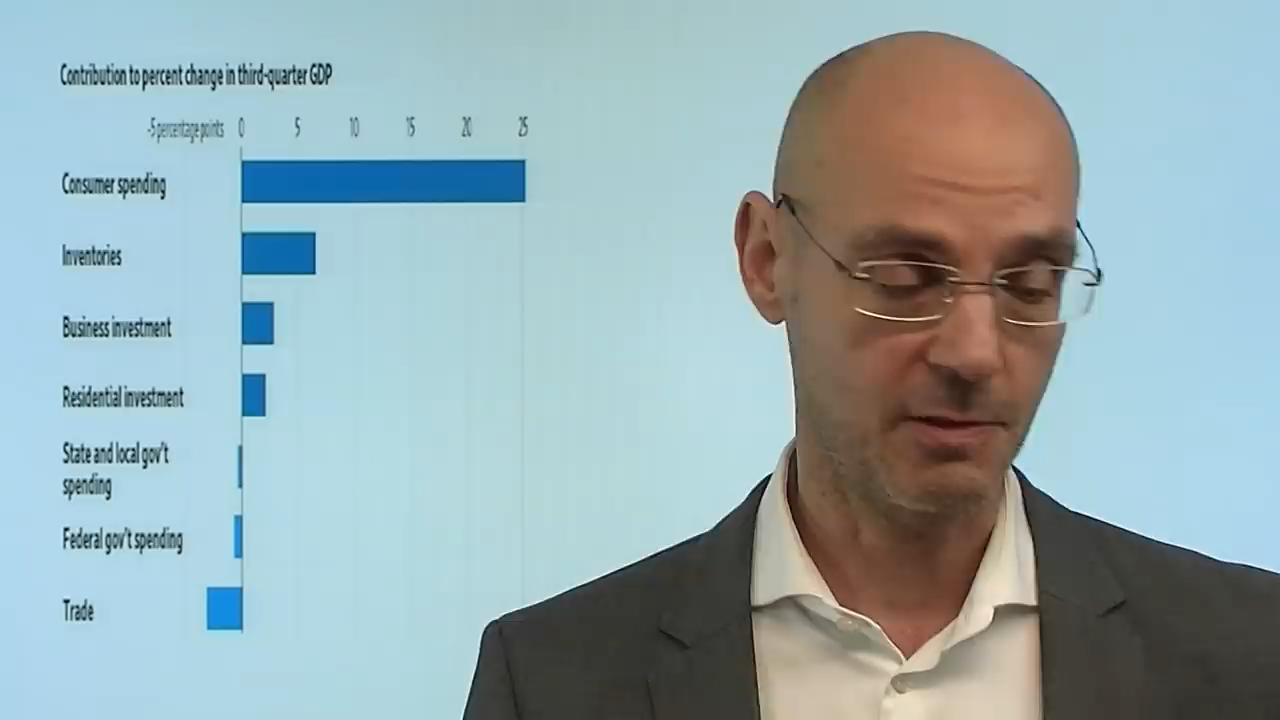 Contribution to percent change in third-quarter GDP
-5 percentage points 0 5 10 15 20 25
Consumer spending
Inventories
Business investment
Residential investment
State and local gov't
spending
Federal gov't spending
Trade